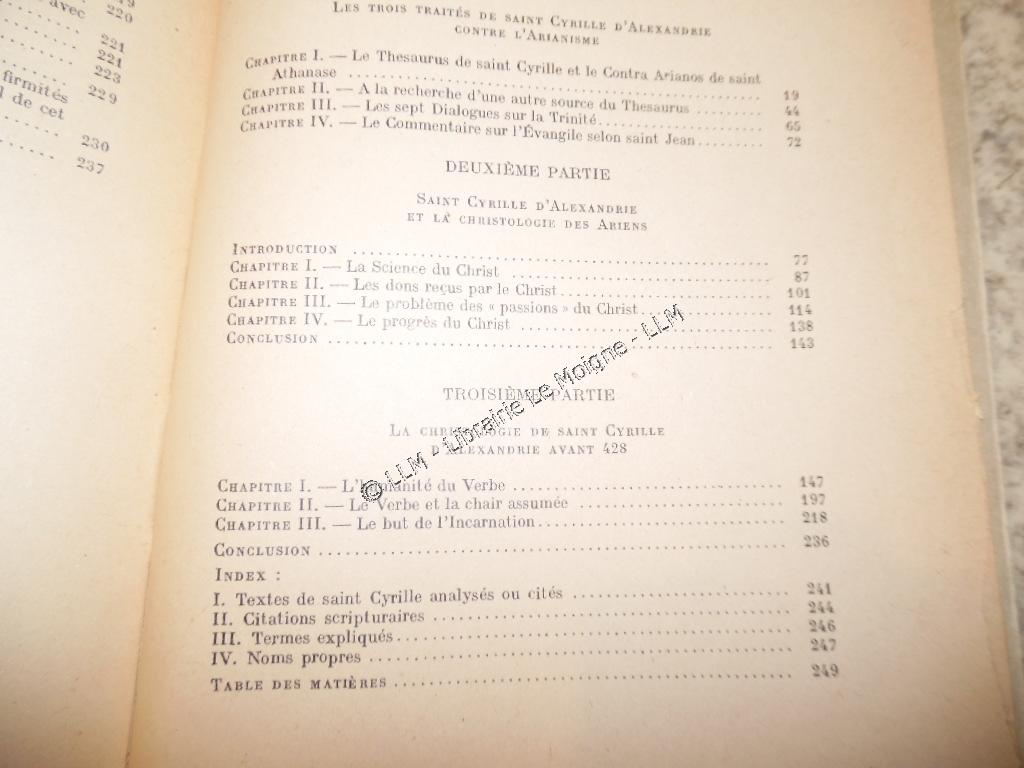 avec
220
221
221
223
firmités 229
l de cet
230
237
LES TROIS TRAITÉS DE SAINT CYRILLE D'ALEXANDRIE
CONTRE L'ARIANISME
CHAPITRE I. — Le Thesaurus de saint Cyrille et le Contra Arianos de saint
Athanase ........ 19
CHAPITRE II. — A la recherche d'une autre source du Thesaurus ........ 44
CHAPITRE III. — Les sept Dialogues sur la Trinité ........ 65
CHAPITRE IV. — Le Commentaire sur l'Évangile selon saint Jean ........ 72
DEUXIÈME PARTIE
SAINT CYRILLE D'ALEXANDRIE
ET LA CHRISTOLOGIE DES ARIENS
INTRODUCTION ........ 77
CHAPITRE I. — La Science du Christ ........ 87
CHAPITRE II. — Les dons reçus par le Christ ........ 101
CHAPITRE III. — Le problème des « passions » du Christ ........ 114
CHAPITRE IV. — Le progrès du Christ ........ 138
CONCLUSION ........ 143
TROISIÈME PARTIE
LA CHRISTOLOGIE DE SAINT CYRILLE
D'ALEXANDRIE AVANT 428
CHAPITRE I. — L'humanité du Verbe ........ 147
CHAPITRE II. — Le Verbe et la chair assumée ........ 197
CHAPITRE III. — Le but de l'Incarnation ........ 218
CONCLUSION ........ 236
INDEX :
I. Textes de saint Cyrille analysés ou cités ........ 241
II. Citations scripturaires ........ 244
III. Termes expliqués ........ 246
IV. Noms propres ........ 247
TABLE DES MATIÈRES ........ 249
© LLM - Librairie Le Moigne - LLM